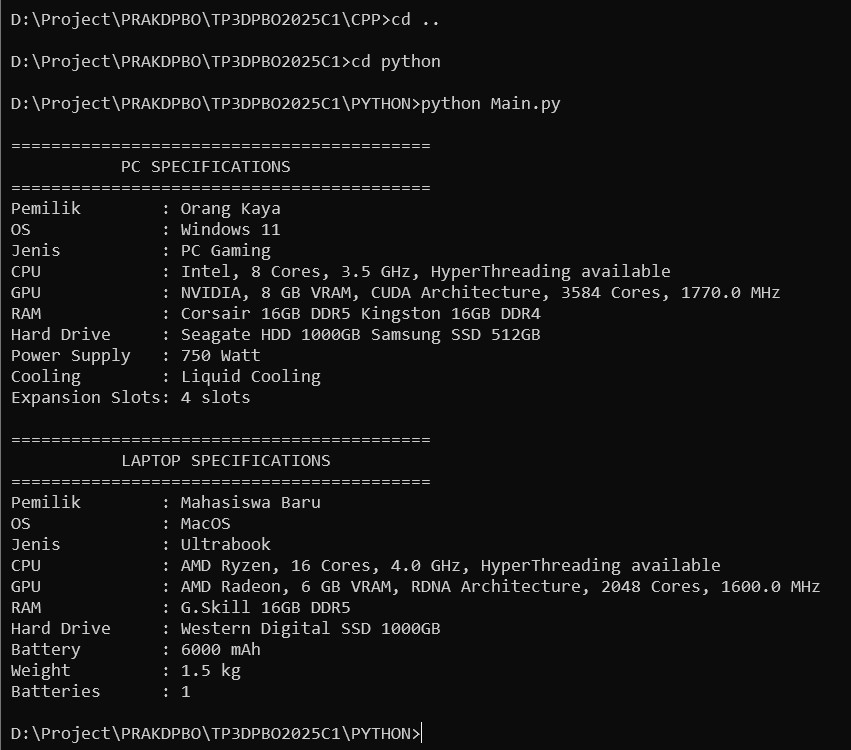 D:\Project\PRAKDPBO\TP3DPBO2025C1\CPP>cd ..
D:\Project\PRAKDPBO\TP3DPBO2025C1>cd python
D:\Project\PRAKDPBO\TP3DPBO2025C1\PYTHON>python Main.py
==========================================
PC SPECIFICATIONS
==========================================
Pemilik        : Orang Kaya
OS             : Windows 11
Jenis          : PC Gaming
CPU            : Intel, 8 Cores, 3.5 GHz, HyperThreading available
GPU            : NVIDIA, 8 GB VRAM, CUDA Architecture, 3584 Cores, 1770.0 MHz
RAM            : Corsair 16GB DDR5 Kingston 16GB DDR4
Hard Drive     : Seagate HDD 1000GB Samsung SSD 512GB
Power Supply   : 750 Watt
Cooling        : Liquid Cooling
Expansion Slots: 4 slots
==========================================
LAPTOP SPECIFICATIONS
==========================================
Pemilik        : Mahasiswa Baru
OS             : MacOS
Jenis          : Ultrabook
CPU            : AMD Ryzen, 16 Cores, 4.0 GHz, HyperThreading available
GPU            : AMD Radeon, 6 GB VRAM, RDNA Architecture, 2048 Cores, 1600.0 MHz
RAM            : G.Skill 16GB DDR5
Hard Drive     : Western Digital SSD 1000GB
Battery        : 6000 mAh
Weight         : 1.5 kg
Batteries      : 1
D:\Project\PRAKDPBO\TP3DPBO2025C1\PYTHON>